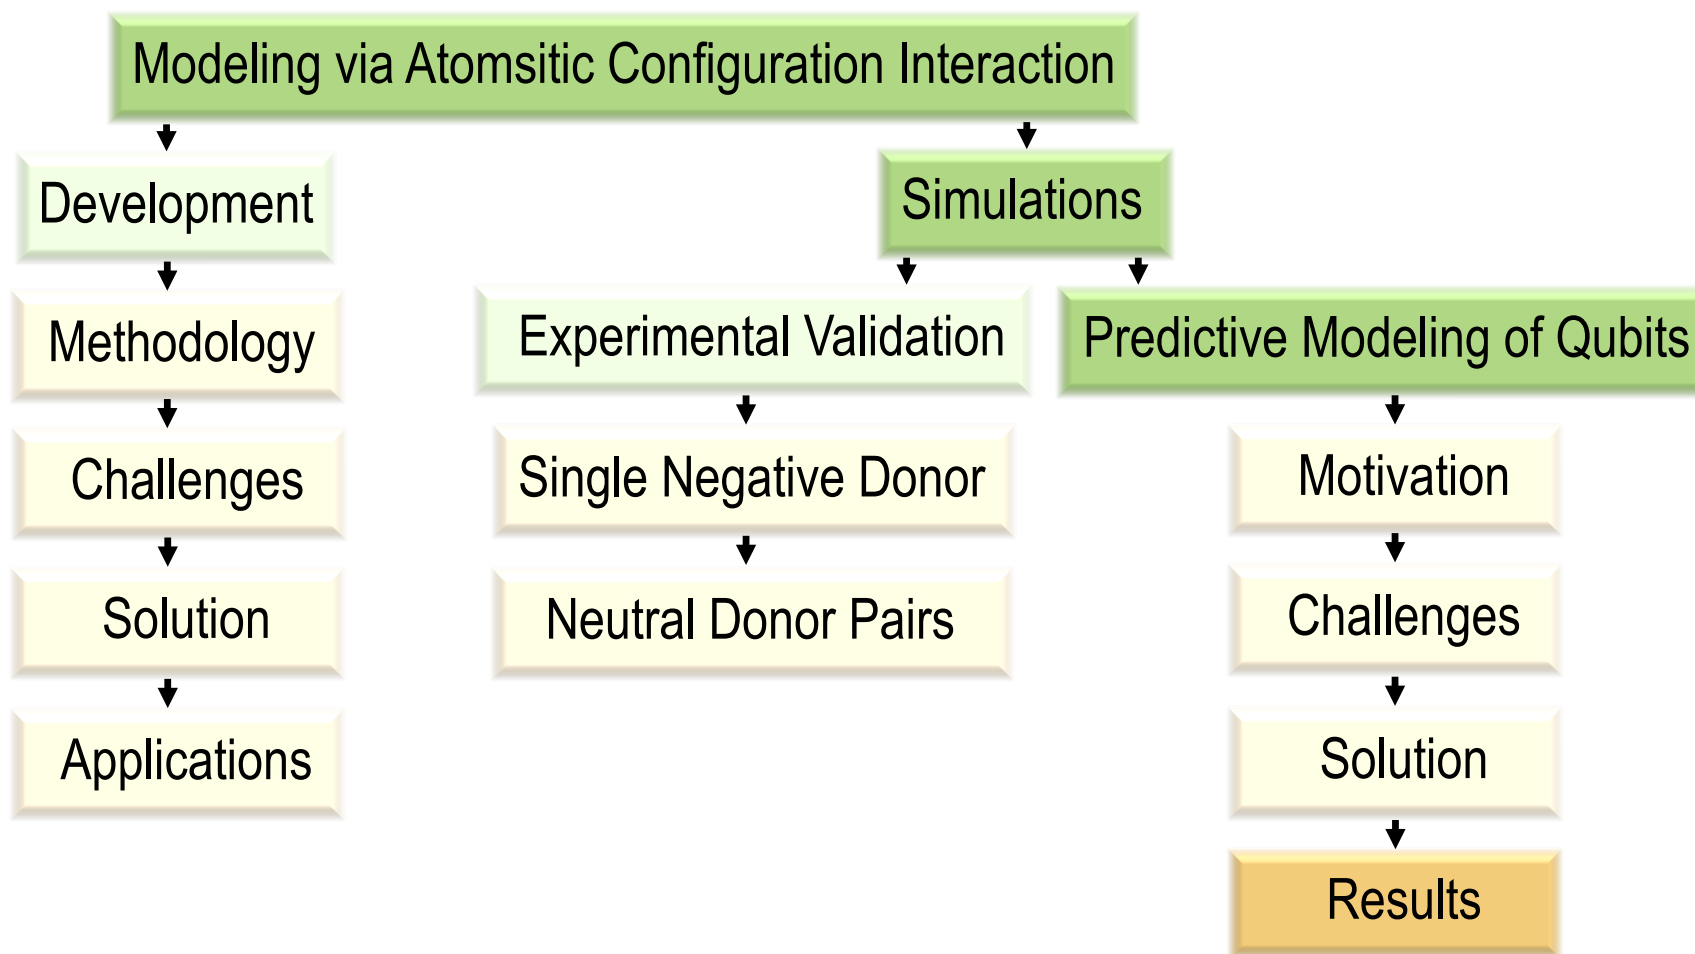 Modeling via Atomsitic Configuration Interaction
Development
Simulations
Methodology
Experimental Validation
Predictive Modeling of Qubits
Challenges
Single Negative Donor
Motivation
Solution
Neutral Donor Pairs
Challenges
Applications
Solution
Results